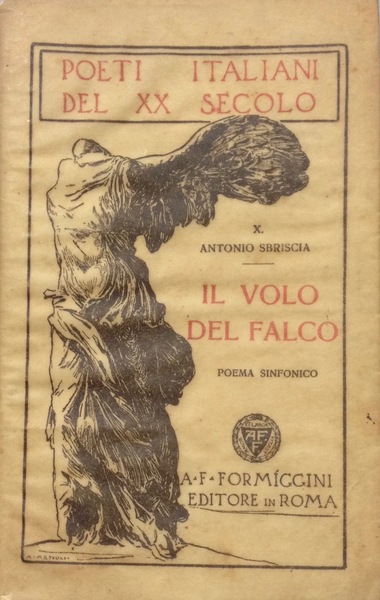 POETI ITALIANI
DEL XX SECOLO
X.
ANTONIO SBRISCIA
IL VOLO
DEL FALCO
POEMA SINFONICO
A·F·FORMÍGGINI
EDITORE IN ROMA